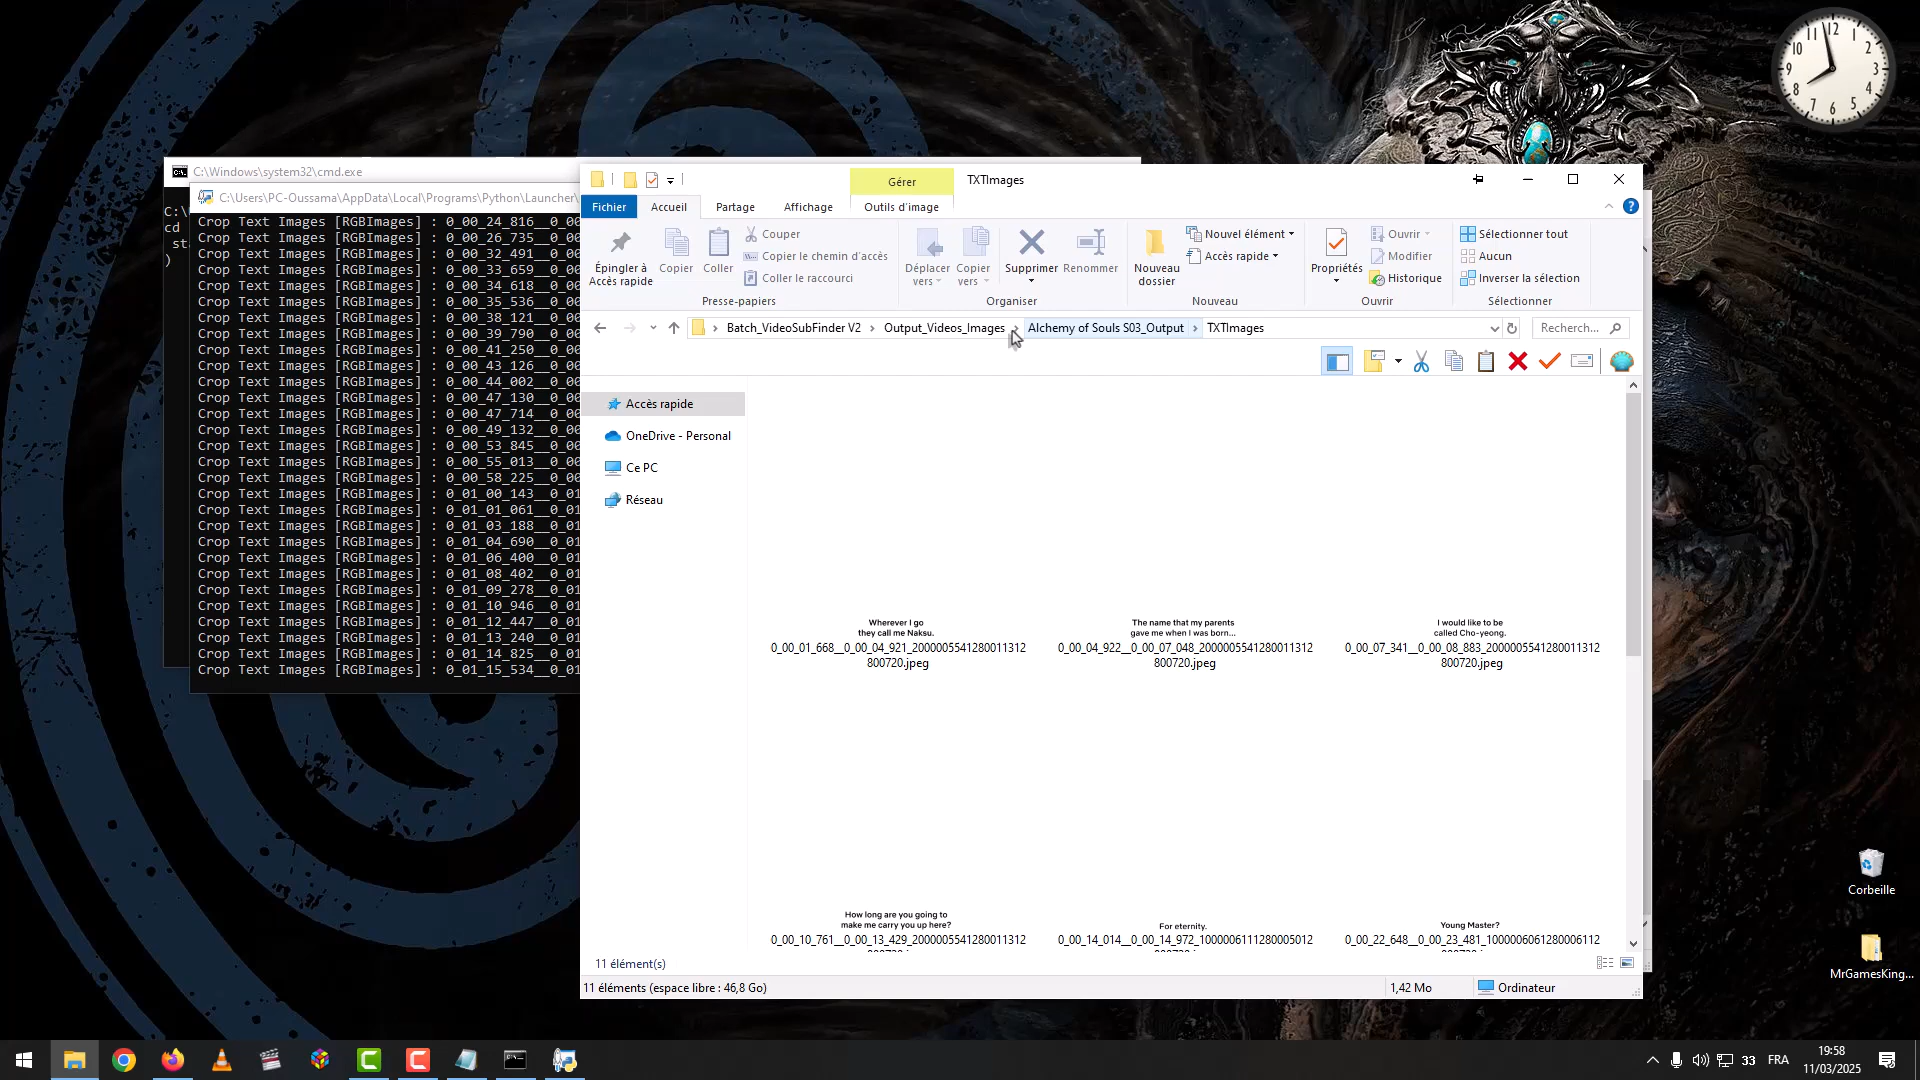 C:\Windows\system32\cmd.exe
C:\
cd
st
)
C:\Users\PC-Oussama\AppData\Local\Programs\Python\Launcher\
Crop Text Images [RGBImages] : 0_00_24_816__0_00
Crop Text Images [RGBImages] : 0_00_26_735__0_00
Crop Text Images [RGBImages] : 0_00_32_491__0_00
Crop Text Images [RGBImages] : 0_00_33_659__0_00
Crop Text Images [RGBImages] : 0_00_34_618__0_00
Crop Text Images [RGBImages] : 0_00_35_536__0_00
Crop Text Images [RGBImages] : 0_00_38_121__0_00
Crop Text Images [RGBImages] : 0_00_39_790__0_00
Crop Text Images [RGBImages] : 0_00_41_250__0_00
Crop Text Images [RGBImages] : 0_00_43_126__0_00
Crop Text Images [RGBImages] : 0_00_44_002__0_00
Crop Text Images [RGBImages] : 0_00_47_130__0_00
Crop Text Images [RGBImages] : 0_00_47_714__0_00
Crop Text Images [RGBImages] : 0_00_49_132__0_00
Crop Text Images [RGBImages] : 0_00_53_845__0_00
Crop Text Images [RGBImages] : 0_00_55_013__0_00
Crop Text Images [RGBImages] : 0_00_58_225__0_00
Crop Text Images [RGBImages] : 0_01_00_143__0_01
Crop Text Images [RGBImages] : 0_01_01_061__0_01
Crop Text Images [RGBImages] : 0_01_03_188__0_01
Crop Text Images [RGBImages] : 0_01_04_690__0_01
Crop Text Images [RGBImages] : 0_01_06_400__0_01
Crop Text Images [RGBImages] : 0_01_08_402__0_01
Crop Text Images [RGBImages] : 0_01_09_278__0_01
Crop Text Images [RGBImages] : 0_01_10_946__0_01
Crop Text Images [RGBImages] : 0_01_12_447__0_01
Crop Text Images [RGBImages] : 0_01_13_240__0_01
Crop Text Images [RGBImages] : 0_01_14_825__0_01
Crop Text Images [RGBImages] : 0_01_15_534__0_01
Gérer TXTImages
Fichier Accueil Partage Affichage Outils d'image
Épingler à Accès rapide
Copier
Coller
Couper
Copier le chemin d'accès
Coller le raccourci
Presse-papiers
Déplacer vers
Copier vers
Supprimer
Renommer
Organiser
Nouveau dossier
Nouvel élément
Accès rapide
Nouveau
Propriétés
Ouvrir
Modifier
Historique
Ouvrir
Sélectionner tout
Aucun
Inverser la sélection
Sélectionner
Batch_VideoSubFinder V2 > Output_Videos_Images > Alchemy of Souls S03_Output > TXTImages
Recherch...
Accès rapide
OneDrive - Personal
Ce PC
Réseau
Wherever I go
they call me Naksu.
0_00_01_668__0_00_04_921_2000005541280011312
800720.jpeg
The name that my parents
gave me when I was born...
0_00_04_922__0_00_07_048_2000005541280011312
800720.jpeg
I would like to be
called Cho-yeong.
0_00_07_341__0_00_08_883_2000005541280011312
800720.jpeg
How long are you going to
make me carry you up here?
0_00_10_761__0_00_13_429_2000005541280011312
For eternity.
0_00_14_014__0_00_14_972_1000006111280005012
Young Master?
0_00_22_648__0_00_23_481_1000006061280006112
11 élément(s)
11 éléments (espace libre : 46,8 Go)
1,42 Mo
Ordinateur
12 1 2 3 4 5 6 7 8 9 10 11
Corbeille
MrGamesKing...
33
FRA
19:58
11/03/2025